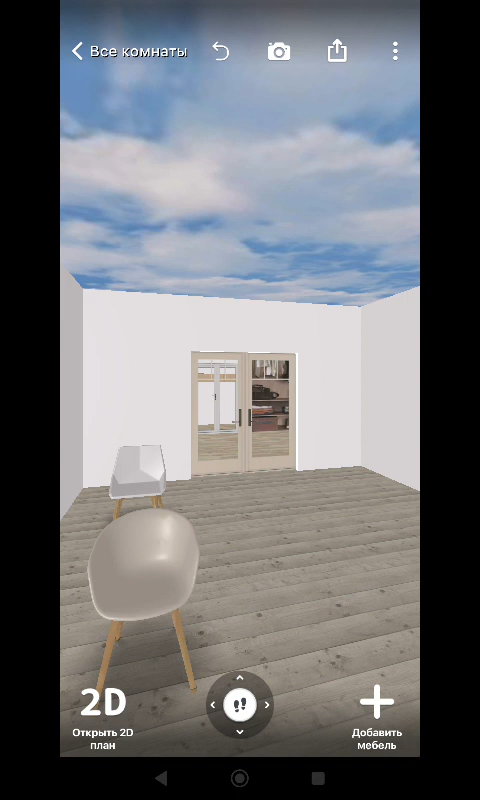 Все комнаты
2D
Открыть 2D
план
Добавить
мебель